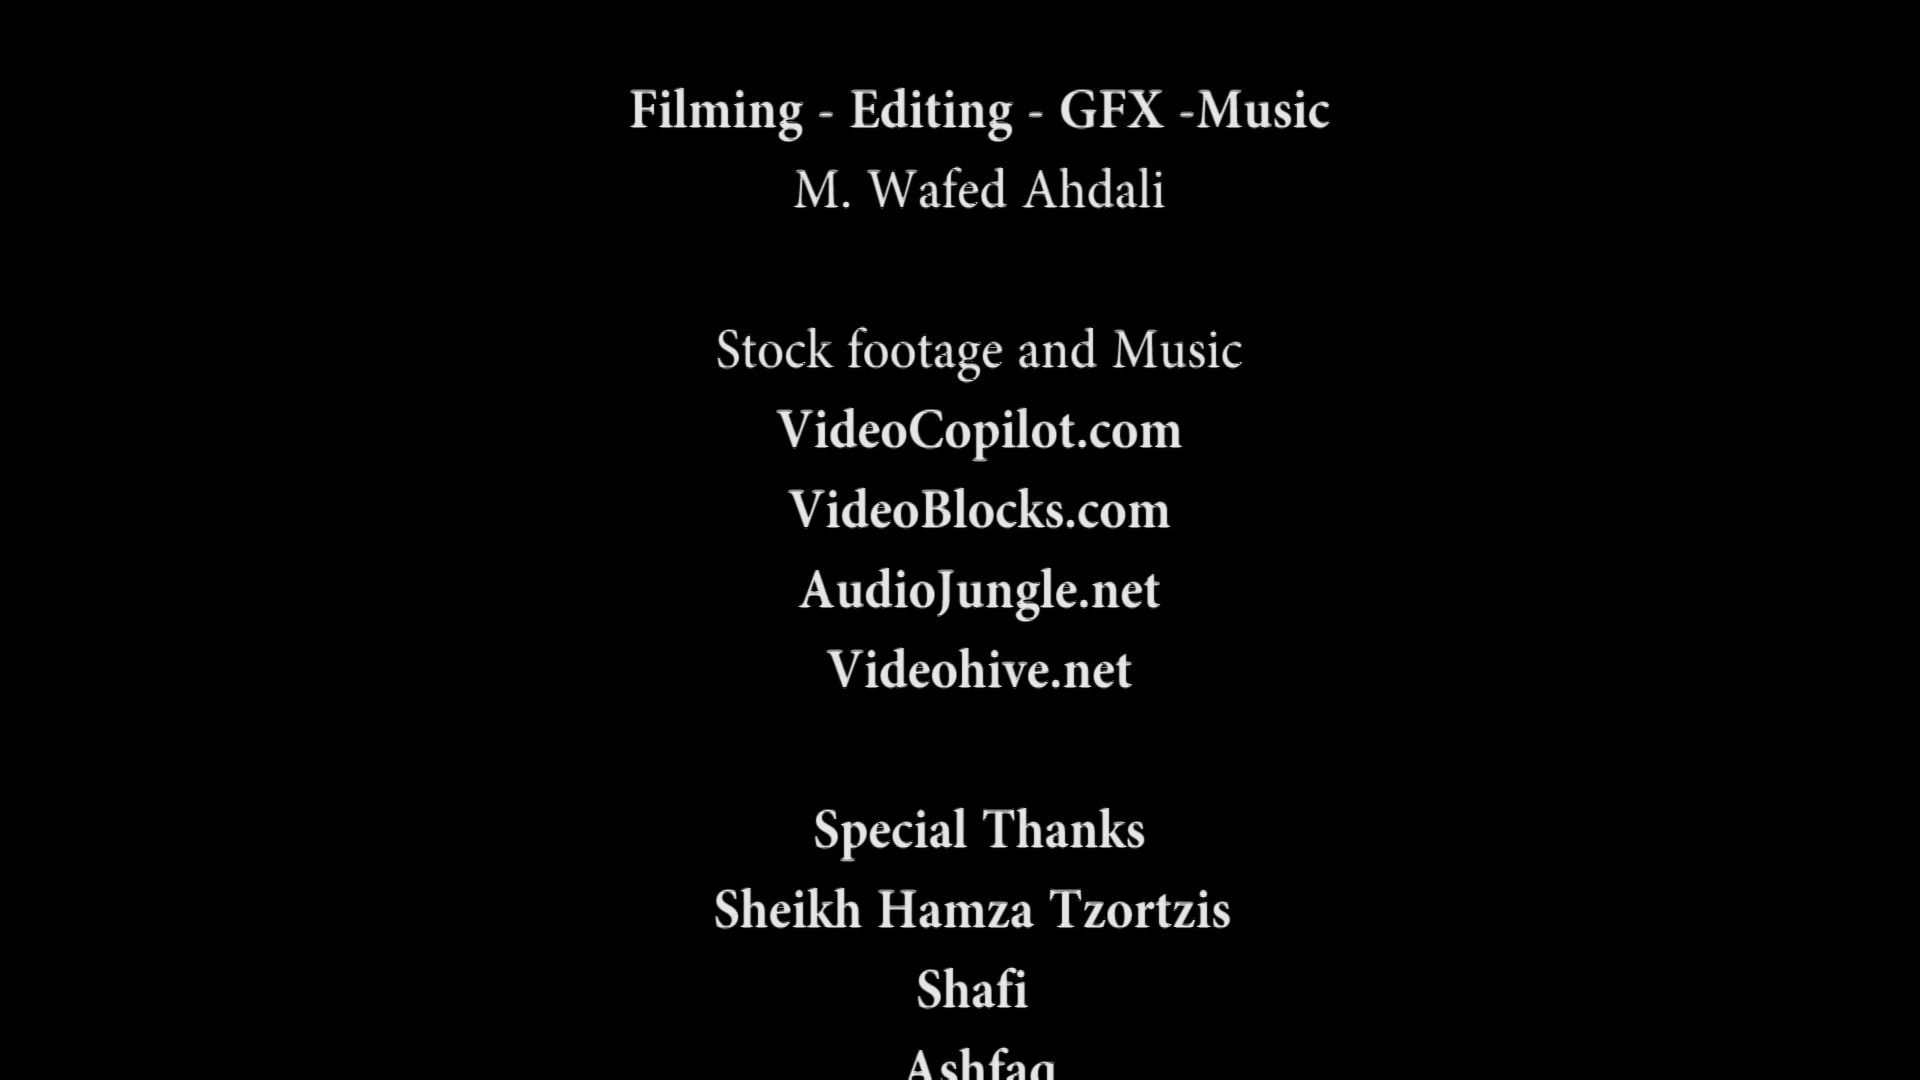 Filming - Editing - GFX -Music
M. Wafed Ahdali
Stock footage and Music
VideoCopilot.com
VideoBlocks.com
AudioJungle.net
Videohive.net
Special Thanks
Sheikh Hamza Tzortzis
Shafi
Ashfaq